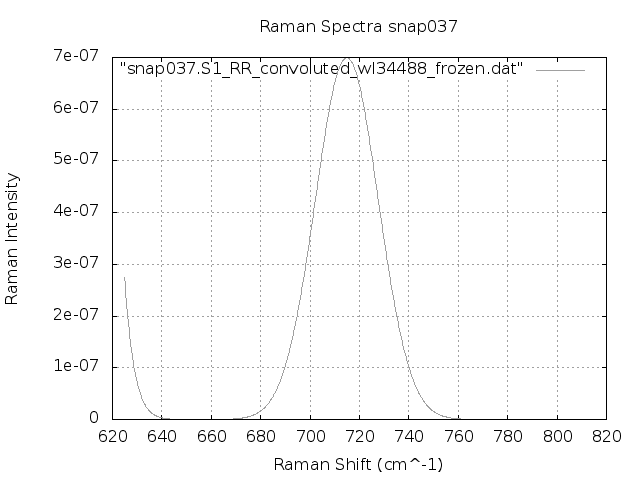 Raman Spectra snap037
"snap037.S1_RR_convoluted_wl34488_frozen.dat"
7e-07
6e-07
5e-07
4e-07
3e-07
2e-07
1e-07
0
Raman Intensity
620 640 660 680 700 720 740 760 780 800 820
Raman Shift (cm^-1)